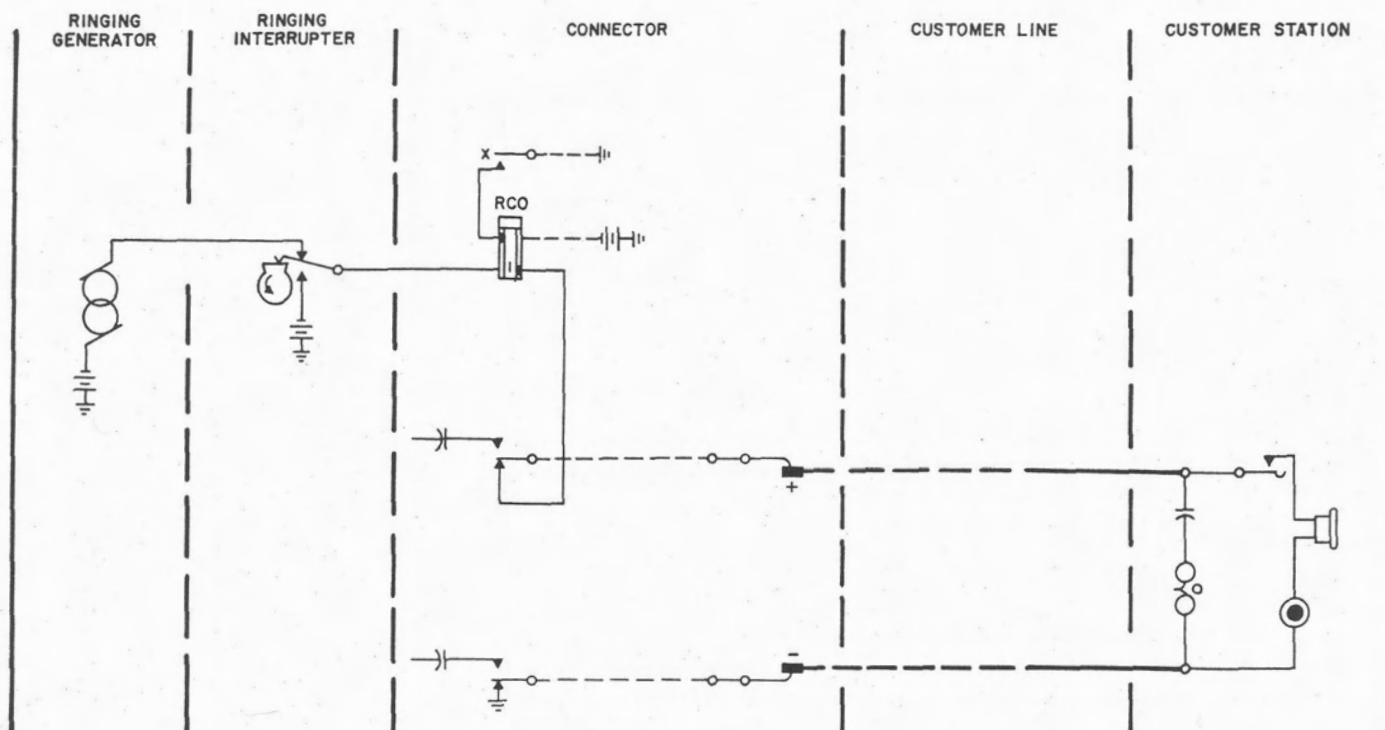 RINGING
GENERATOR
RINGING
INTERRUPTER
CONNECTOR
CUSTOMER LINE
CUSTOMER STATION
X
RCO
+
-